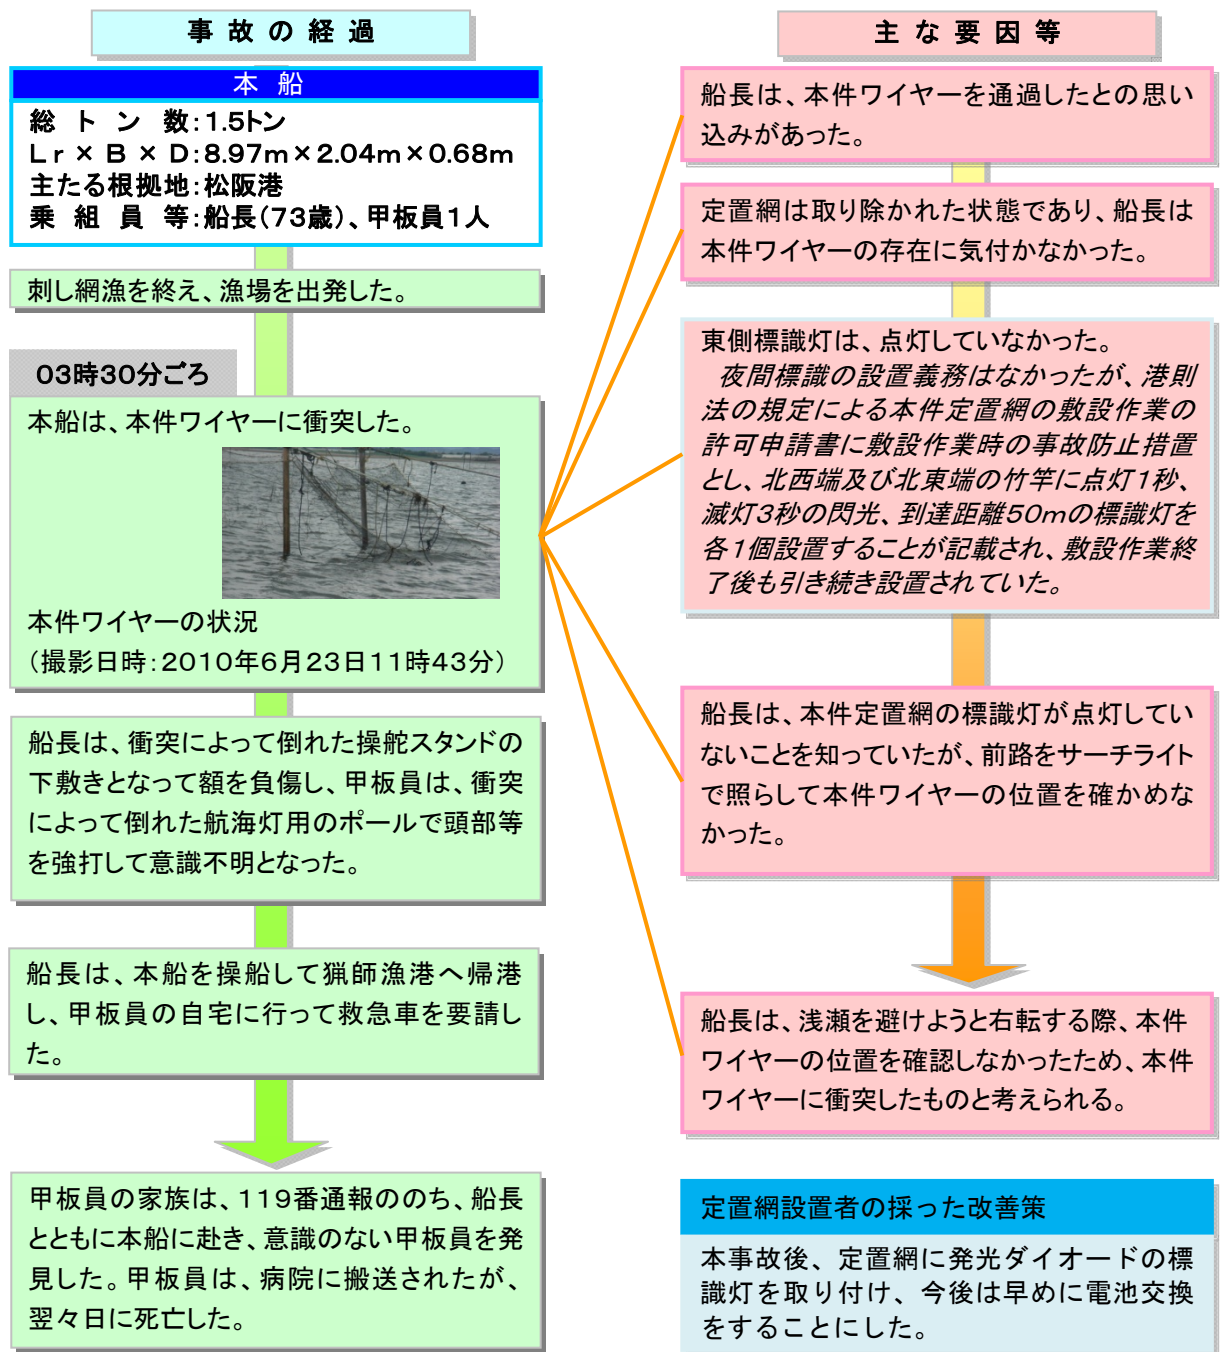 事故の経過
本船
総トン数：1.5トン
Lr×B×D：8.97m×2.04m×0.68m
主たる根拠地：松阪港
乗組員等：船長（73歳）、甲板員1人
刺し網漁を終え、漁場を出発した。
03時30分ごろ
本船は、本件ワイヤーに衝突した。
本件ワイヤーの状況
（撮影日時：2010年6月23日11時43分）
船長は、衝突によって倒れた操舵スタンドの
下敷きとなって額を負傷し、甲板員は、衝突
によって倒れた航海灯用のポールで頭部等
を強打して意識不明となった。
船長は、本船を操船して猟師漁港へ帰港
し、甲板員の自宅に行って救急車を要請し
た。
甲板員の家族は、119番通報ののち、船長
とともに本船に赴き、意識のない甲板員を発
見した。甲板員は、病院に搬送されたが、
翌々日に死亡した。
主な要因等
船長は、本件ワイヤーを通過したとの思い
込みがあった。
定置網は取り除かれた状態であり、船長は
本件ワイヤーの存在に気付かなかった。
東側標識灯は、点灯していなかった。
夜間標識の設置義務はなかったが、港則
法の規定による本件定置網の敷設作業の
許可申請書に敷設作業時の事故防止措置
とし、北西端及び北東端の竹竿に点灯1秒、
滅灯3秒の閃光、到達距離50mの標識灯を
各1個設置することが記載され、敷設作業終
了後も引き続き設置されていた。
船長は、本件定置網の標識灯が点灯してい
ないことを知っていたが、前路をサーチライト
で照らして本件ワイヤーの位置を確かめな
かった。
船長は、浅瀬を避けようと右転する際、本件
ワイヤーの位置を確認しなかったため、本件
ワイヤーに衝突したものと考えられる。
定置網設置者の採った改善策
本事故後、定置網に発光ダイオードの標
識灯を取り付け、今後は早めに電池交換
をすることにした。